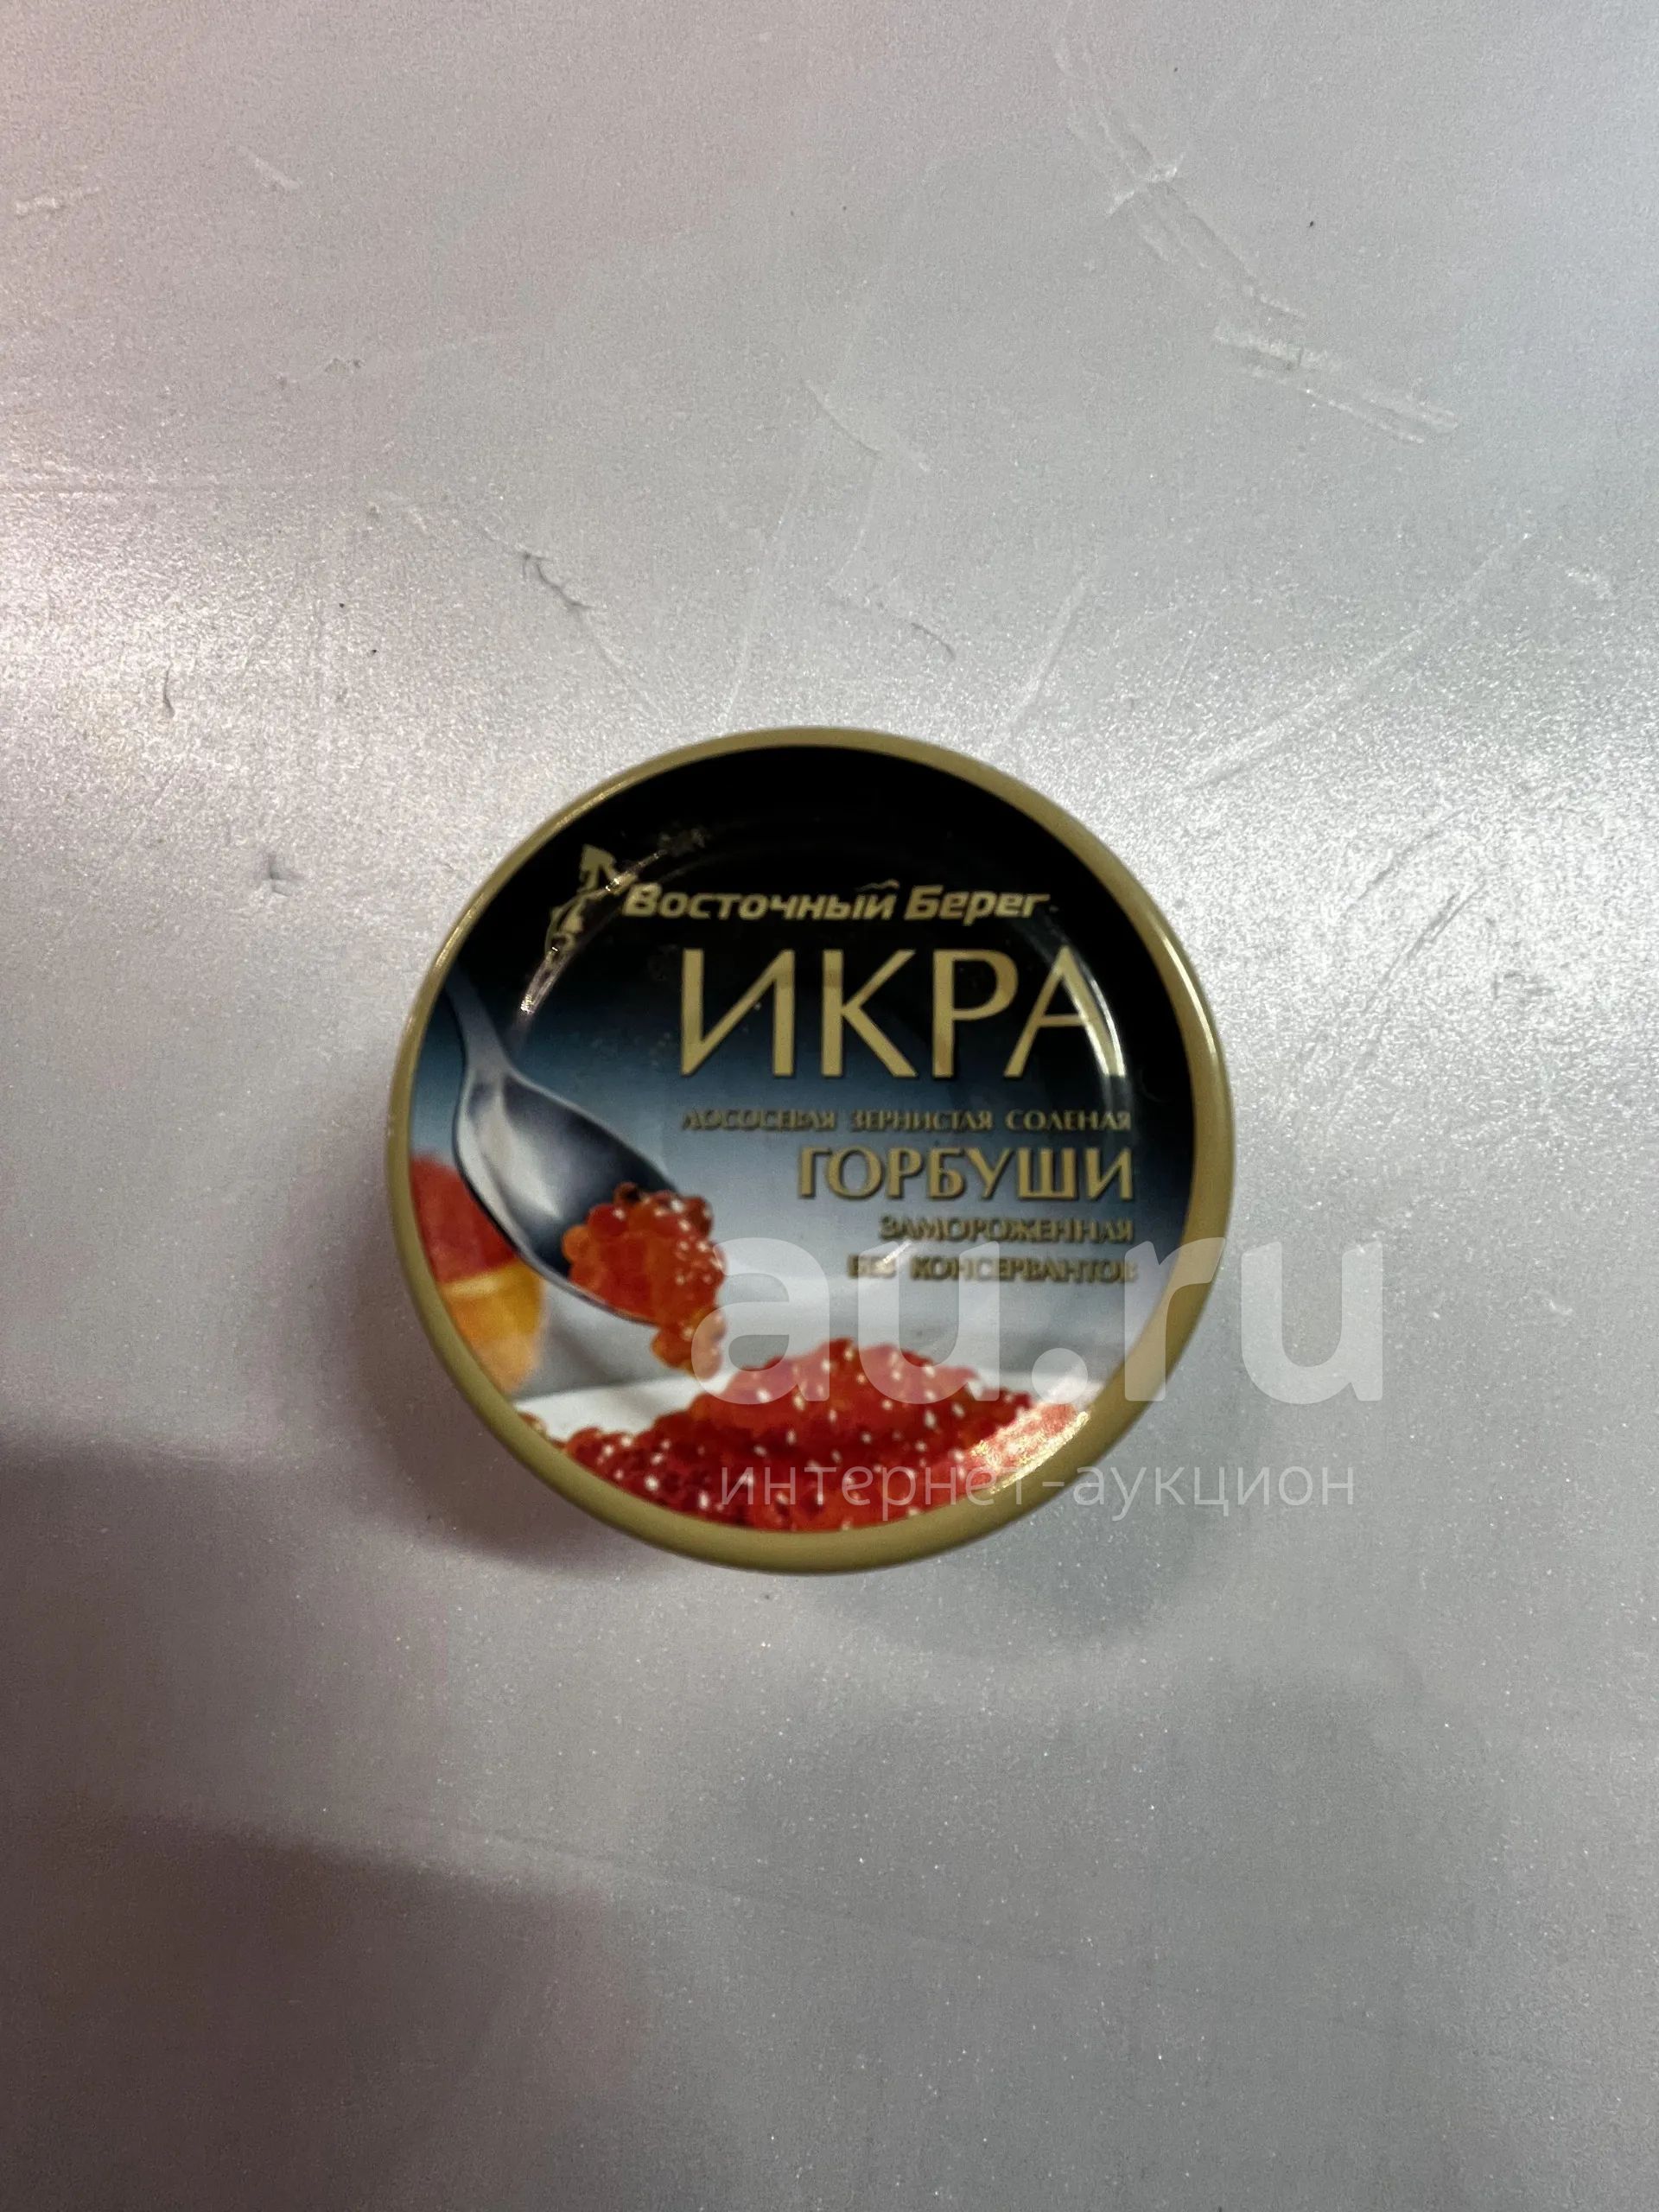 Восточный Берег
ИКРА
ЛОСОСЕВАЯ ЗЕРНИСТАЯ СОЛЕНАЯ
ГОРБУШИ
ЗАМОРОЖЕННАЯ
БЕЗ КОНСЕРВАНТОВ
au.ru
интернет-аукцион